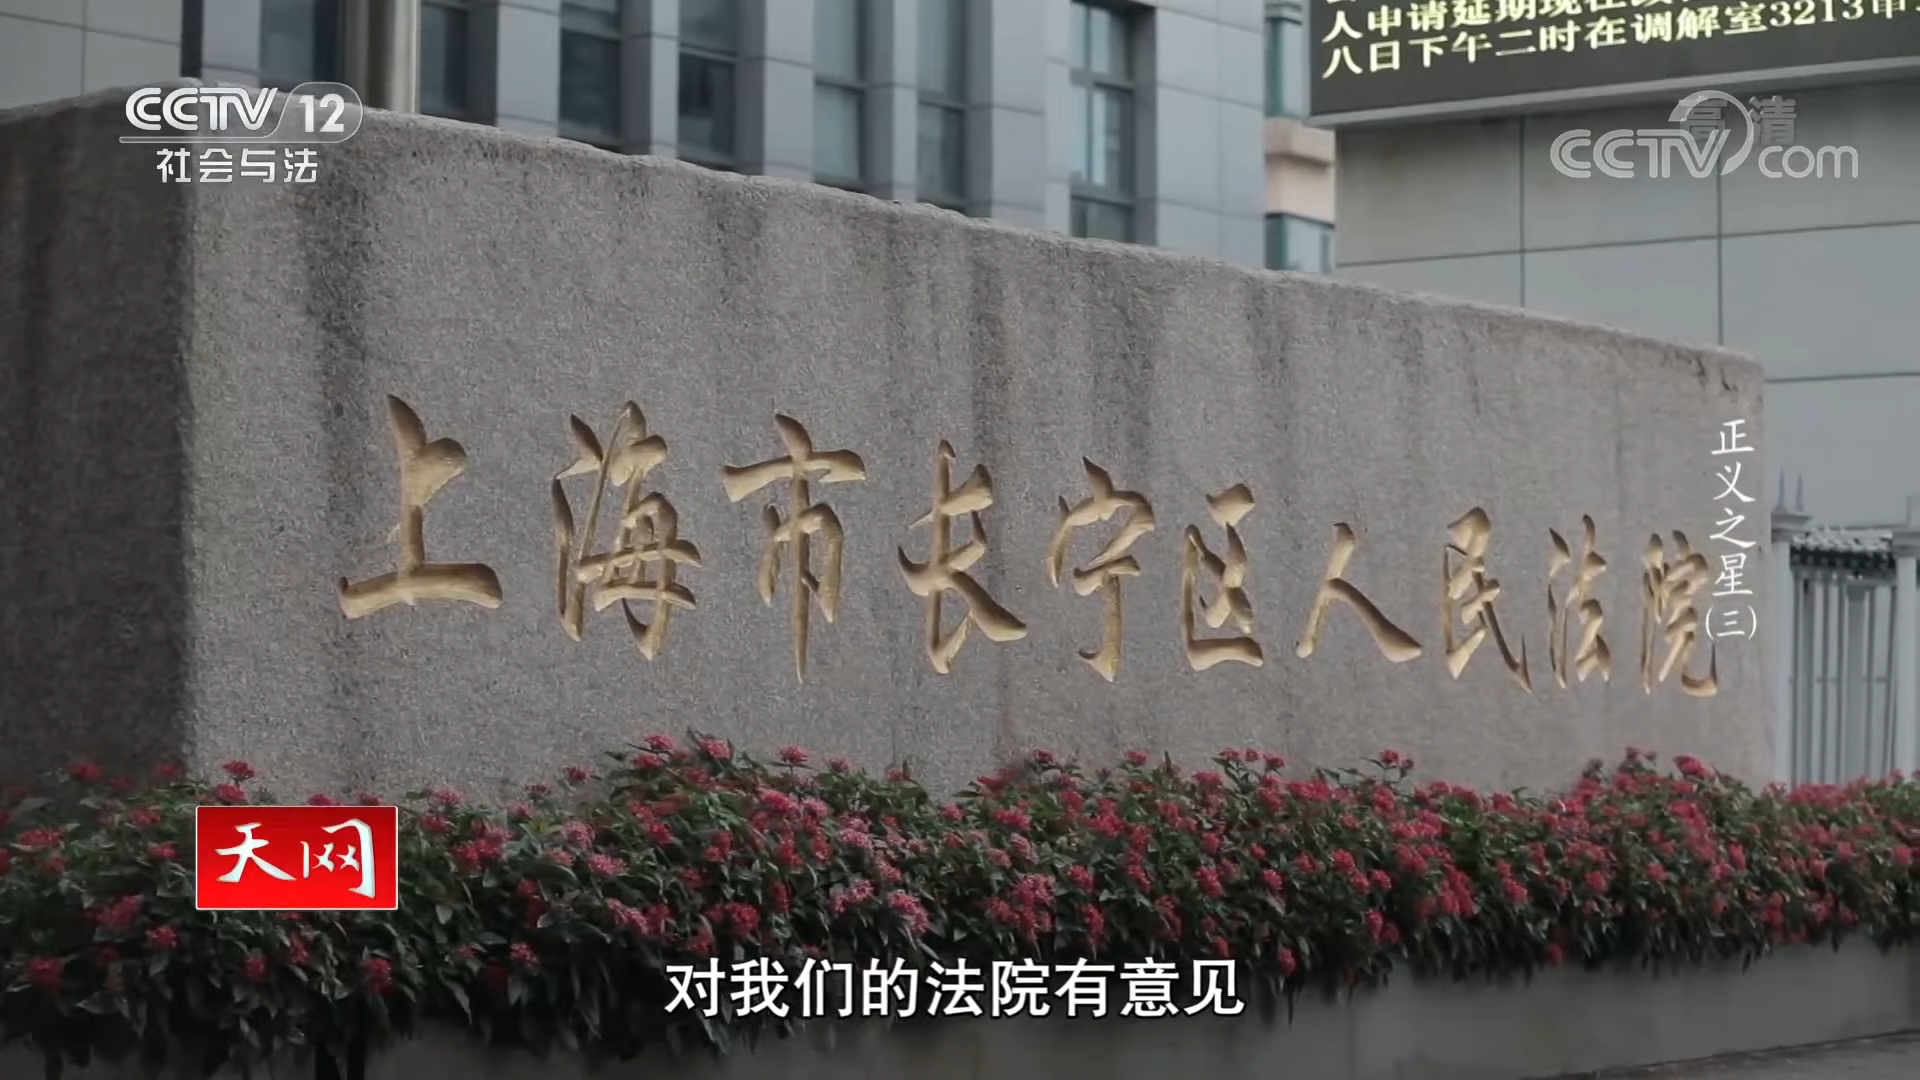 人申请延期现在
八日下午二时在调解室3213
CCTV 12
社会与法
高清
CCTV com
上海市长宁区人民法院
正义之星(三)
天网
对我们的法院有意见